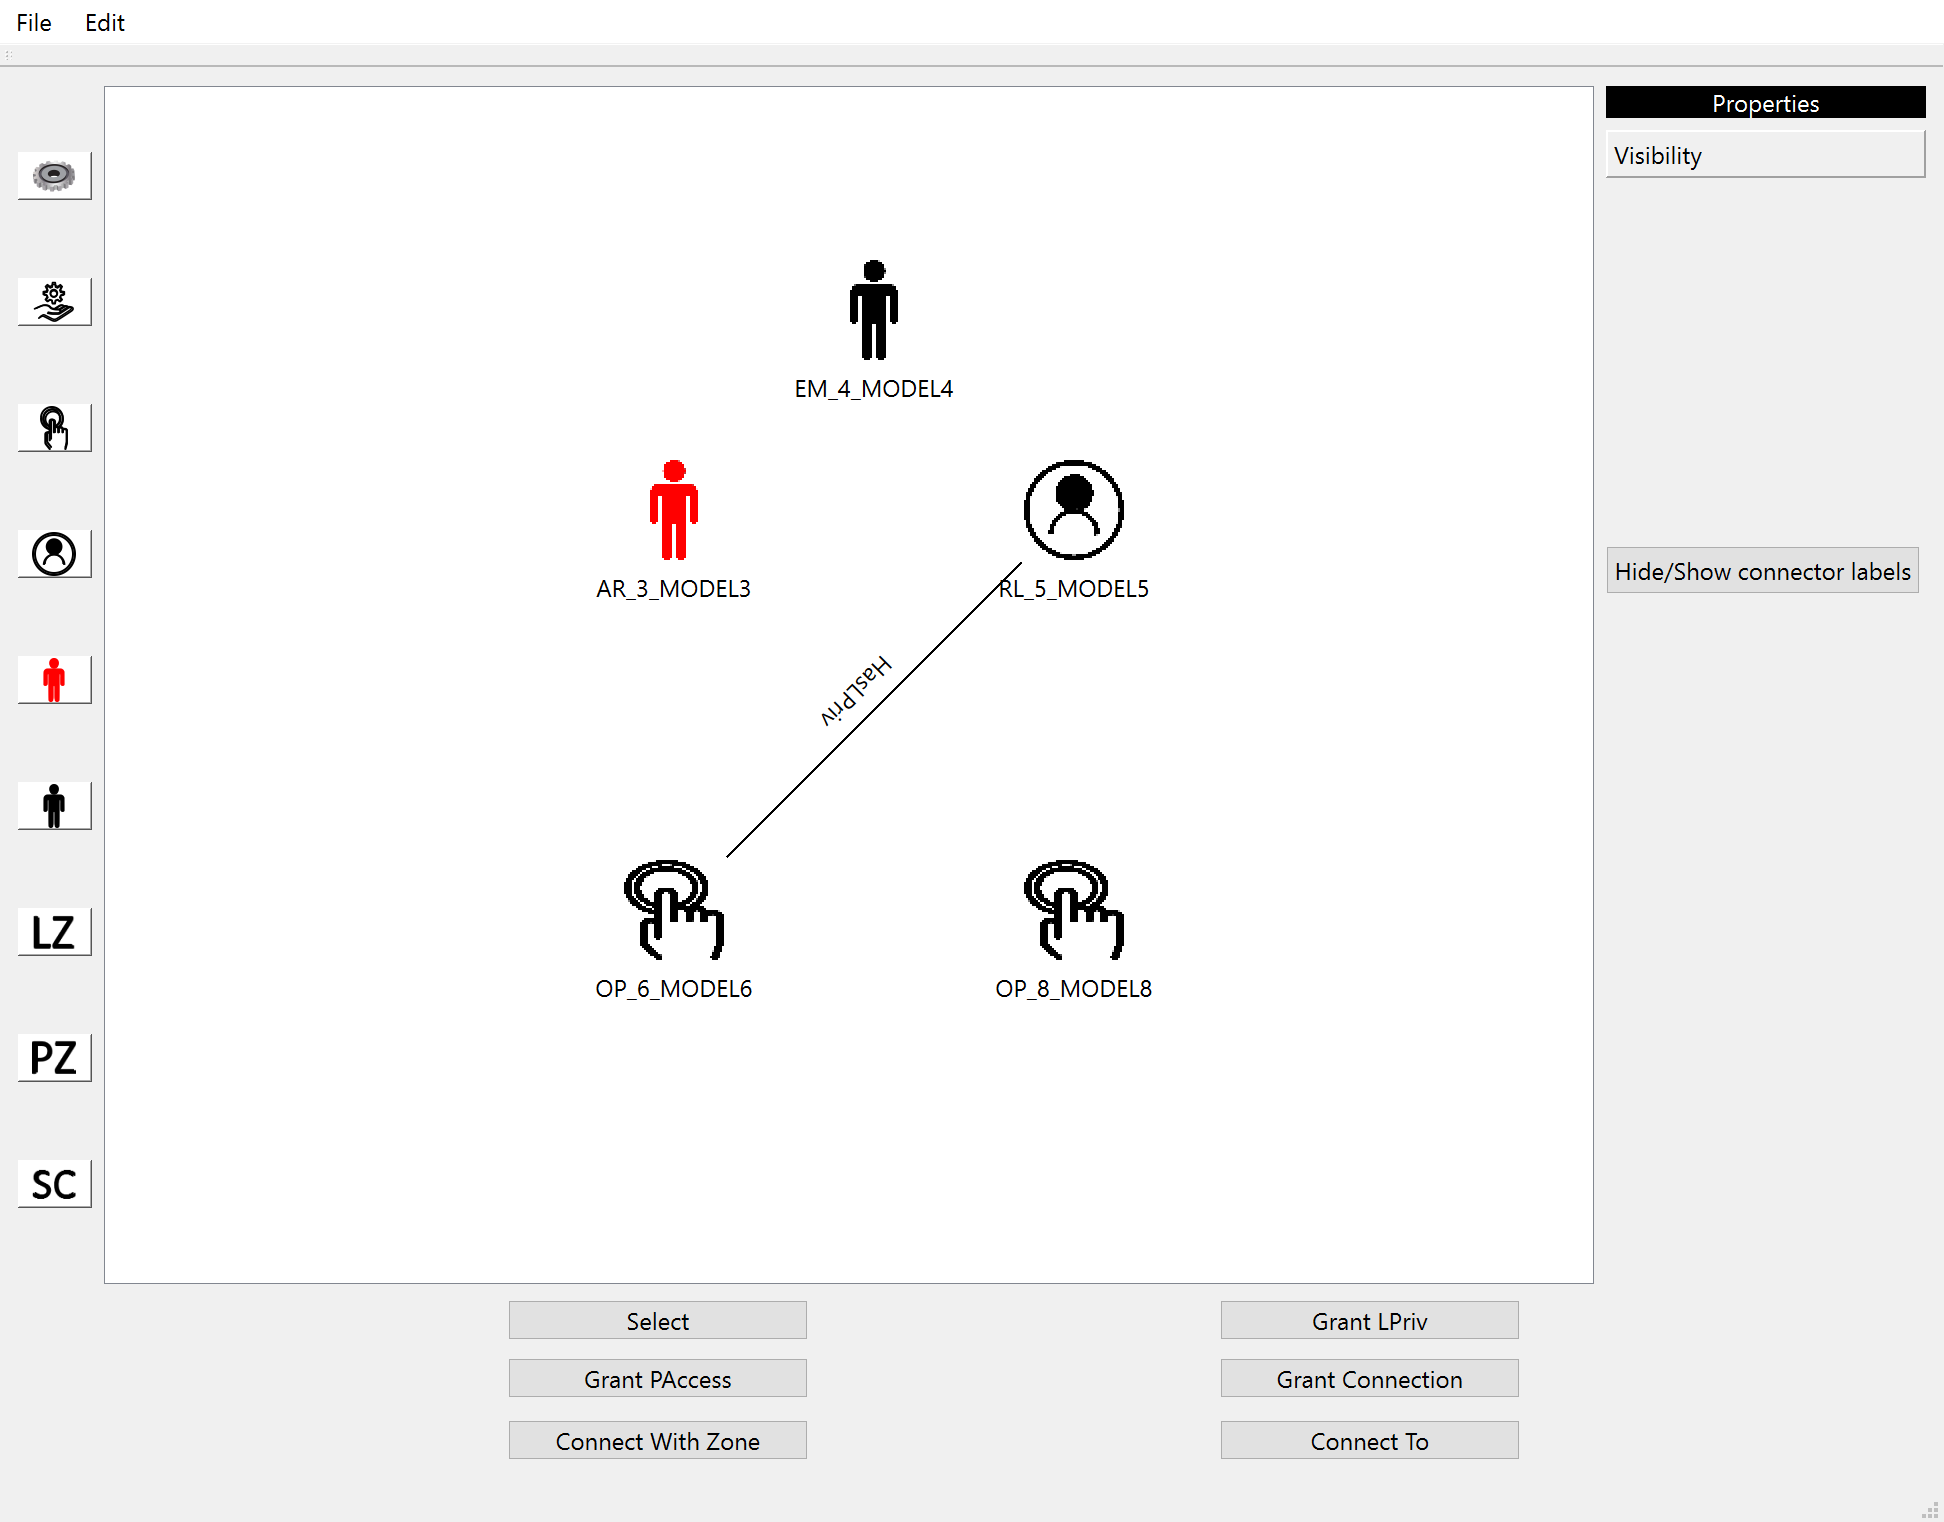 File Edit
Properties
Visibility
EM_4_MODEL4
AR_3_MODEL3
RL_5_MODEL5
Hide/Show connector labels
HasLPriv
LZ
OP_6_MODEL6
OP_8_MODEL8
PZ
SC
Select
Grant LPriv
Grant PAccess
Grant Connection
Connect With Zone
Connect To